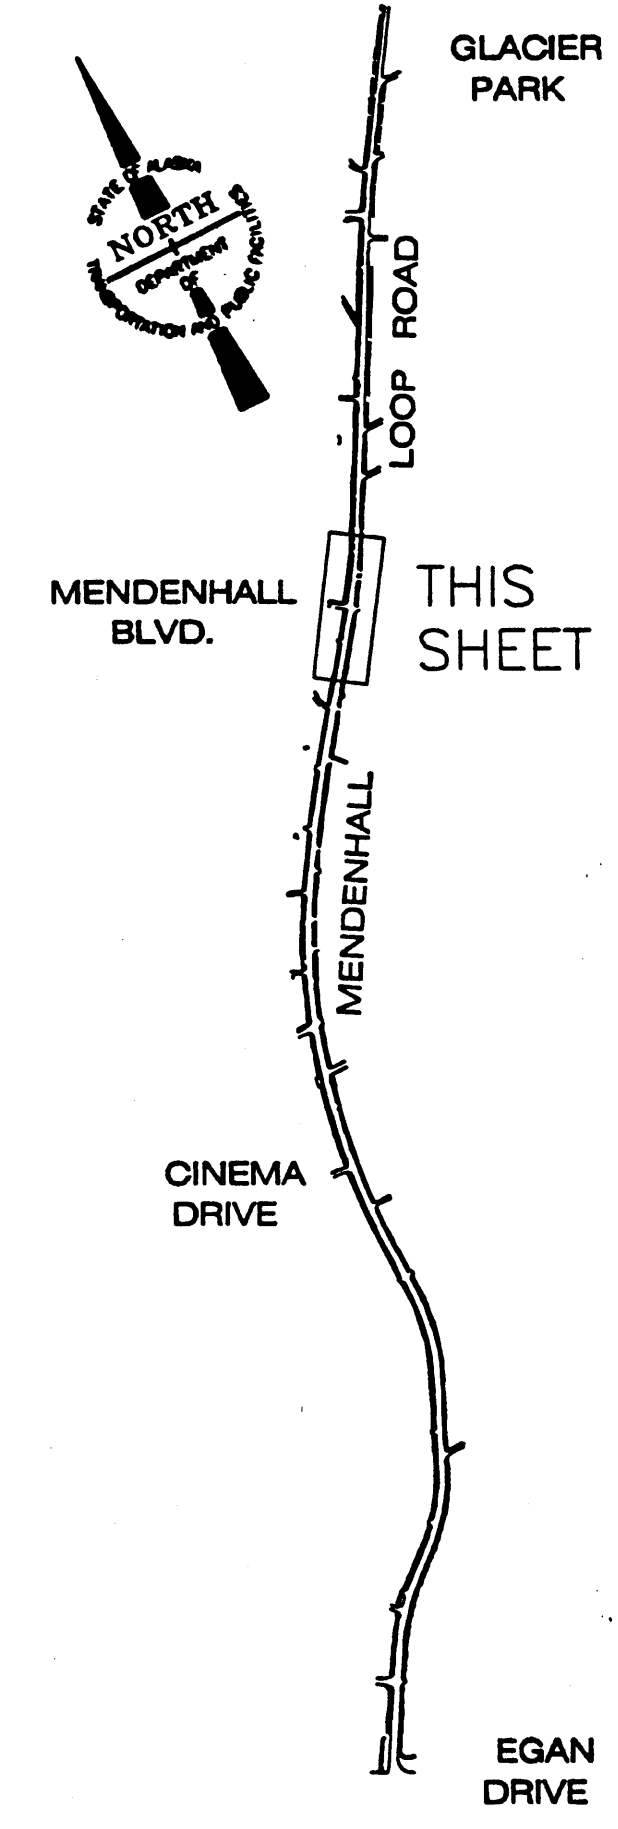 GLACIER
PARK
STATE OF ALASKA
NORTH
DEPARTMENT
OF
TRANSPORTATION AND PUBLIC FACILITIES
LOOP ROAD
MENDENHALL
BLVD.
THIS
SHEET
MENDENHALL
CINEMA
DRIVE
EGAN
DRIVE